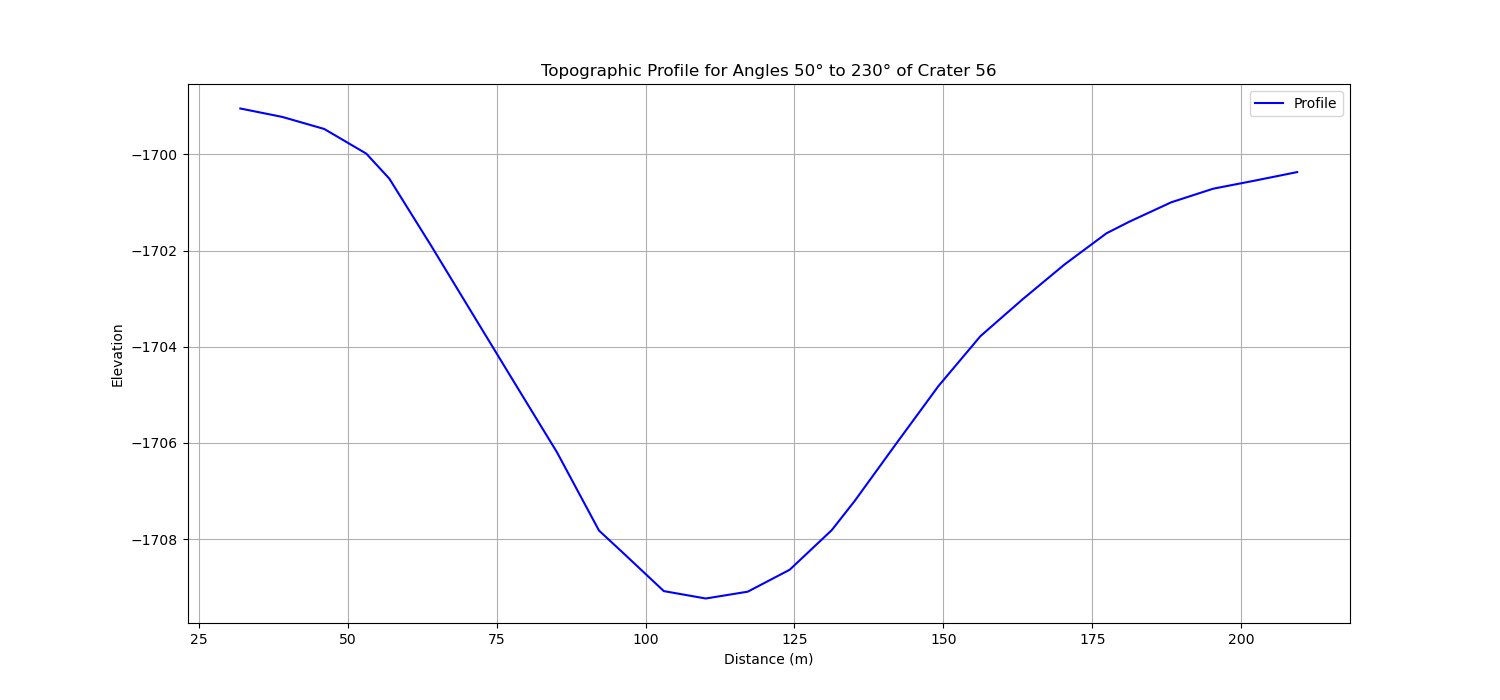 Topographic Profile for Angles 50° to 230° of Crater 56
Profile
−1700
−1702
−1704
−1706
−1708
Elevation
25 50 75 100 125 150 175 200
Distance (m)